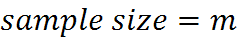 sample size = m